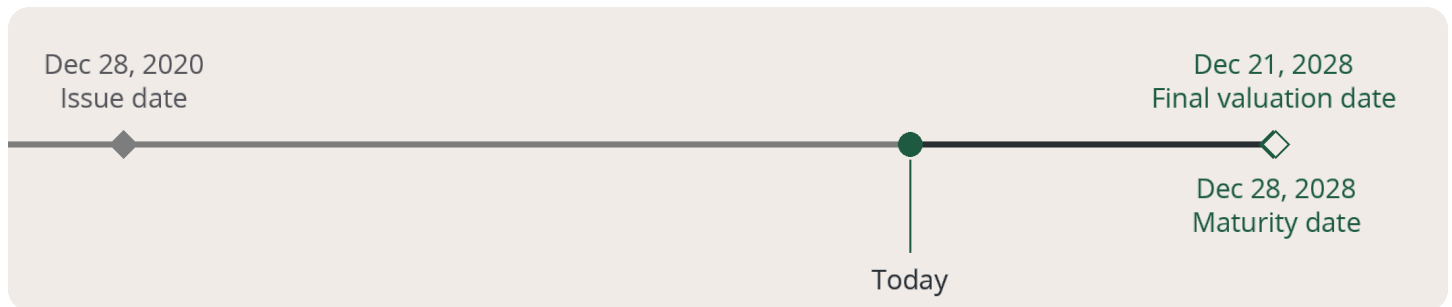 Dec 28, 2020
Issue date
Dec 21, 2028
Final valuation date
Dec 28, 2028
Maturity date
Today